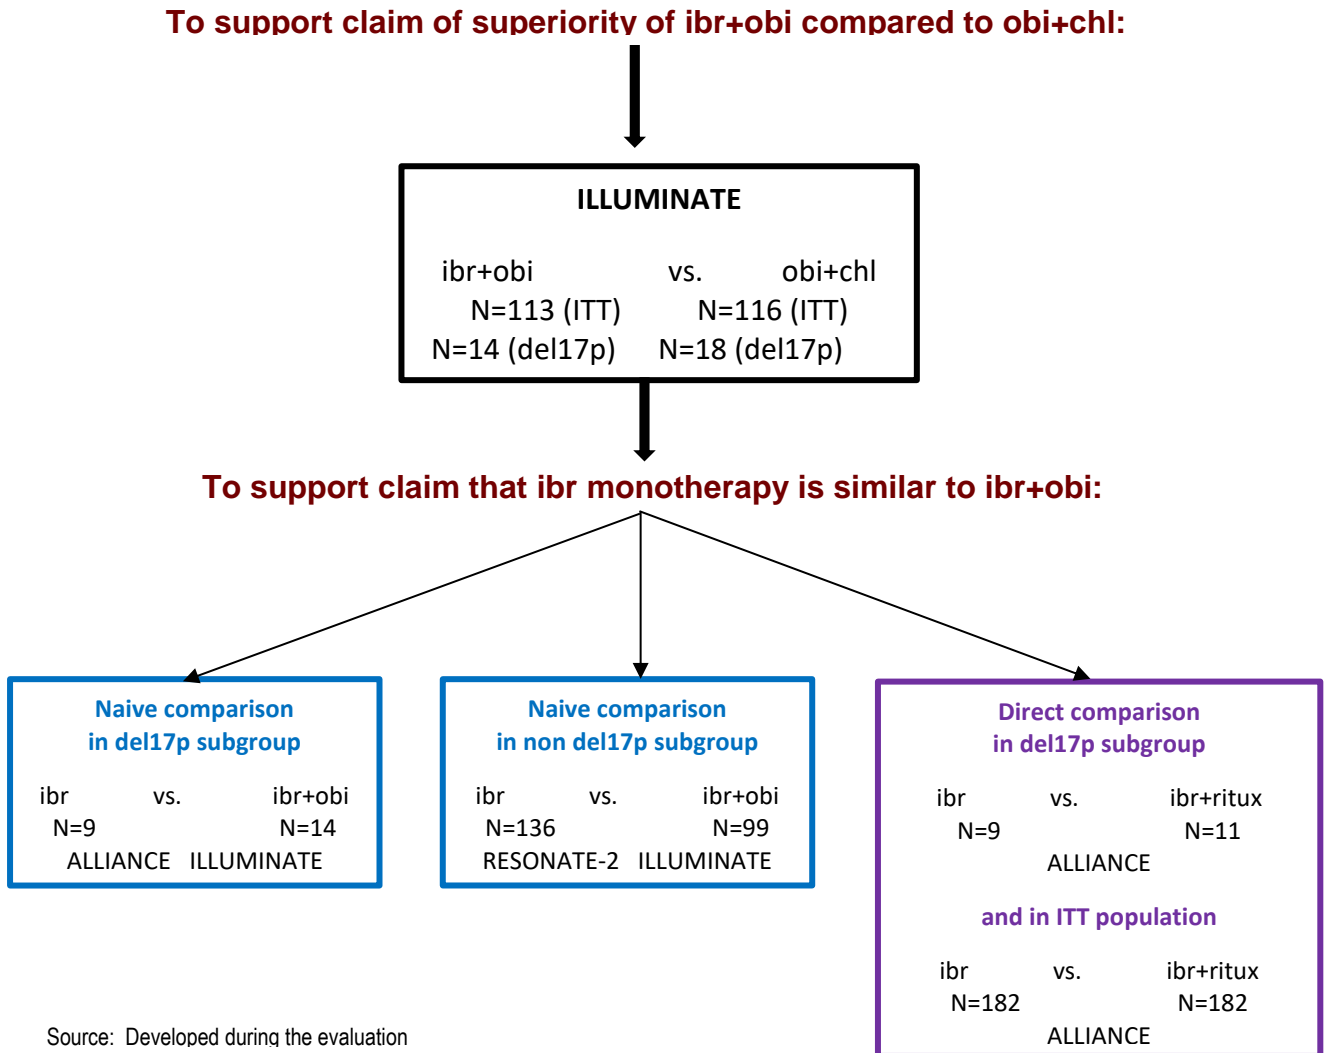 To support claim of superiority of ibr+obi compared to obi+chl:
ILLUMINATE
ibr+obi vs. obi+chl
N=113 (ITT) N=116 (ITT)
N=14 (del17p) N=18 (del17p)
To support claim that ibr monotherapy is similar to ibr+obi:
Naive comparison
in del17p subgroup
ibr vs. ibr+obi
N=9 N=14
ALLIANCE ILLUMINATE
Naive comparison
in non del17p subgroup
ibr vs. ibr+obi
N=136 N=99
RESONATE-2 ILLUMINATE
Direct comparison
in del17p subgroup
ibr vs. ibr+ritux
N=9 N=11
ALLIANCE
and in ITT population
ibr vs. ibr+ritux
N=182 N=182
ALLIANCE
Source: Developed during the evaluation